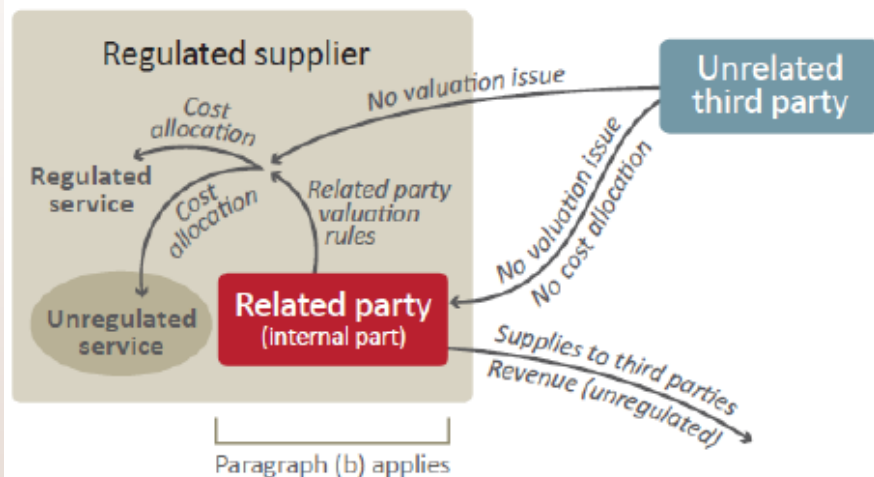 Regulated supplier
Unrelated
third party
No valuation issue
Cost
allocation
Regulated
service
Cost
allocation
Related party
valuation
rules
No valuation issue
No cost allocation
Unregulated
service
Related party
(internal part)
Supplies to third parties
Revenue (unregulated)
Paragraph (b) applies